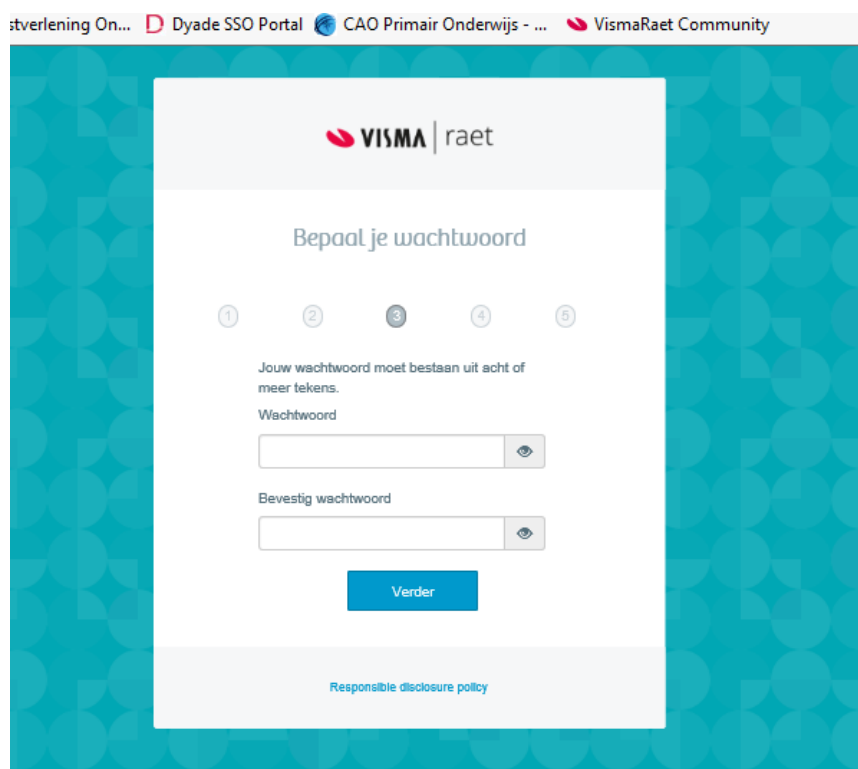 stverlening On... D Dyade SSO Portal CAO Primair Onderwijs - ... VismaRaet Community
VISMA | raet
Bepaal je wachtwoord
1 2 3 4 5
Jouw wachtwoord moet bestaan uit acht of
meer tekens.
Wachtwoord
Bevestig wachtwoord
Verder
Responsible disclosure policy